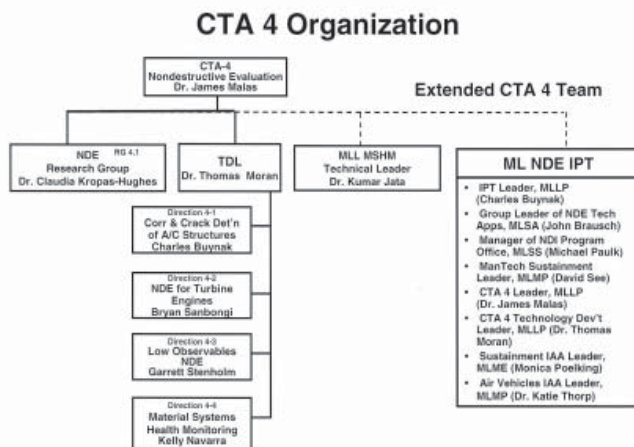 CTA 4 Organization
CTA-4
Nondestructive Evaluation
Dr. James Malas
Extended CTA 4 Team
NDE RG 4.1
Research Group
Dr. Claudia Kropas-Hughes
TDL
Dr. Thomas Moran
MLL MSHM
Technical Leader
Dr. Kumar Jata
ML NDE IPT
• IPT Leader, MLLP
(Charles Buynak)
• Group Leader of NDE Tech
Apps, MLSA (John Brausch)
• Manager of NDI Program
Office, MLSS (Michael Paulk)
• ManTech Sustainment
Leader, MLMP (David See)
• CTA 4 Leader, MLLP
(Dr. James Malas)
• CTA 4 Technology Dev't
Leader, MLLP (Dr. Thomas
Moran)
• Sustainment IAA Leader,
MLME (Monica Poelking)
• Air Vehicles IAA Leader,
MLMP (Dr. Katie Thorp)
Direction 4-1
Corr & Crack Det'n
of A/C Structures
Charles Buynak
Direction 4-2
NDE for Turbine
Engines
Bryan Sanbongi
Direction 4-3
Low Observables
NDE
Garrett Stenholm
Direction 4-4
Material Systems
Health Monitoring
Kelly Navarra